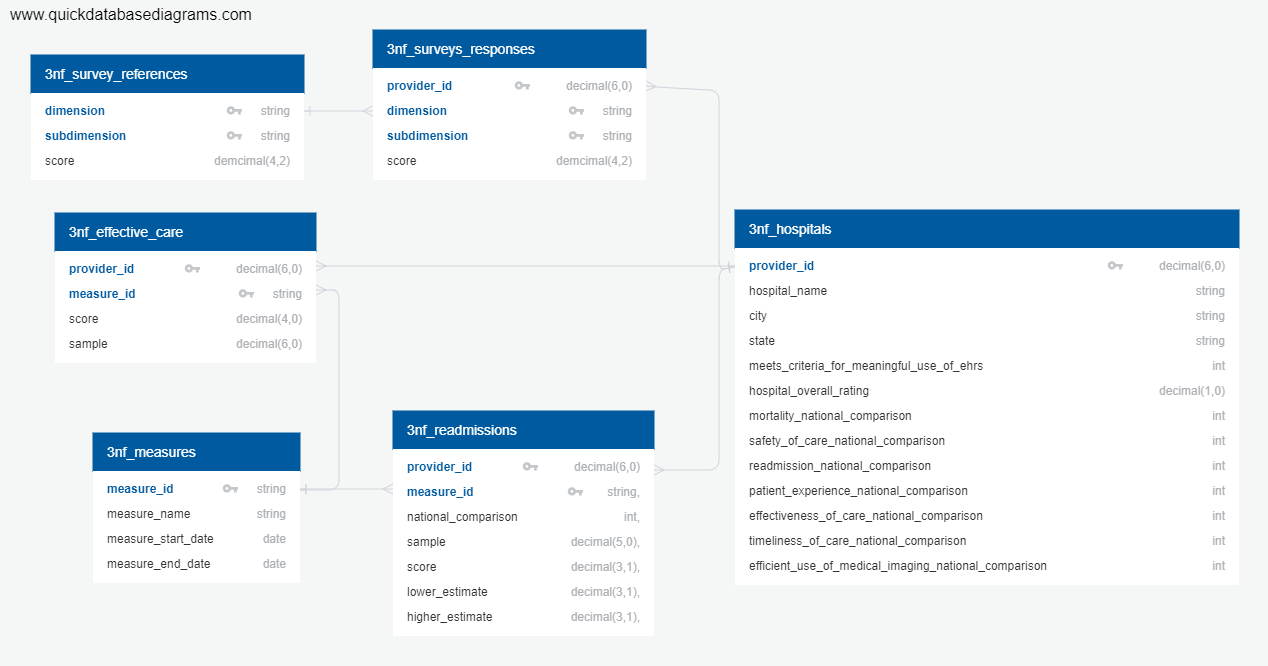 www.quickdatabasediagrams.com
3nf_survey_references
dimension string
subdimension string
score demcimal(4,2)
3nf_surveys_responses
provider_id decimal(6,0)
dimension string
subdimension string
score demcimal(4,2)
3nf_effective_care
provider_id decimal(6,0)
measure_id string
score decimal(4,0)
sample decimal(6,0)
3nf_hospitals
provider_id decimal(6,0)
hospital_name string
city string
state string
meets_criteria_for_meaningful_use_of_ehrs int
hospital_overall_rating decimal(1,0)
mortality_national_comparison int
safety_of_care_national_comparison int
readmission_national_comparison int
patient_experience_national_comparison int
effectiveness_of_care_national_comparison int
timeliness_of_care_national_comparison int
efficient_use_of_medical_imaging_national_comparison int
3nf_measures
measure_id string
measure_name string
measure_start_date date
measure_end_date date
3nf_readmissions
provider_id decimal(6,0)
measure_id string,
national_comparison int,
sample decimal(5,0),
score decimal(3,1),
lower_estimate decimal(3,1),
higher_estimate decimal(3,1),